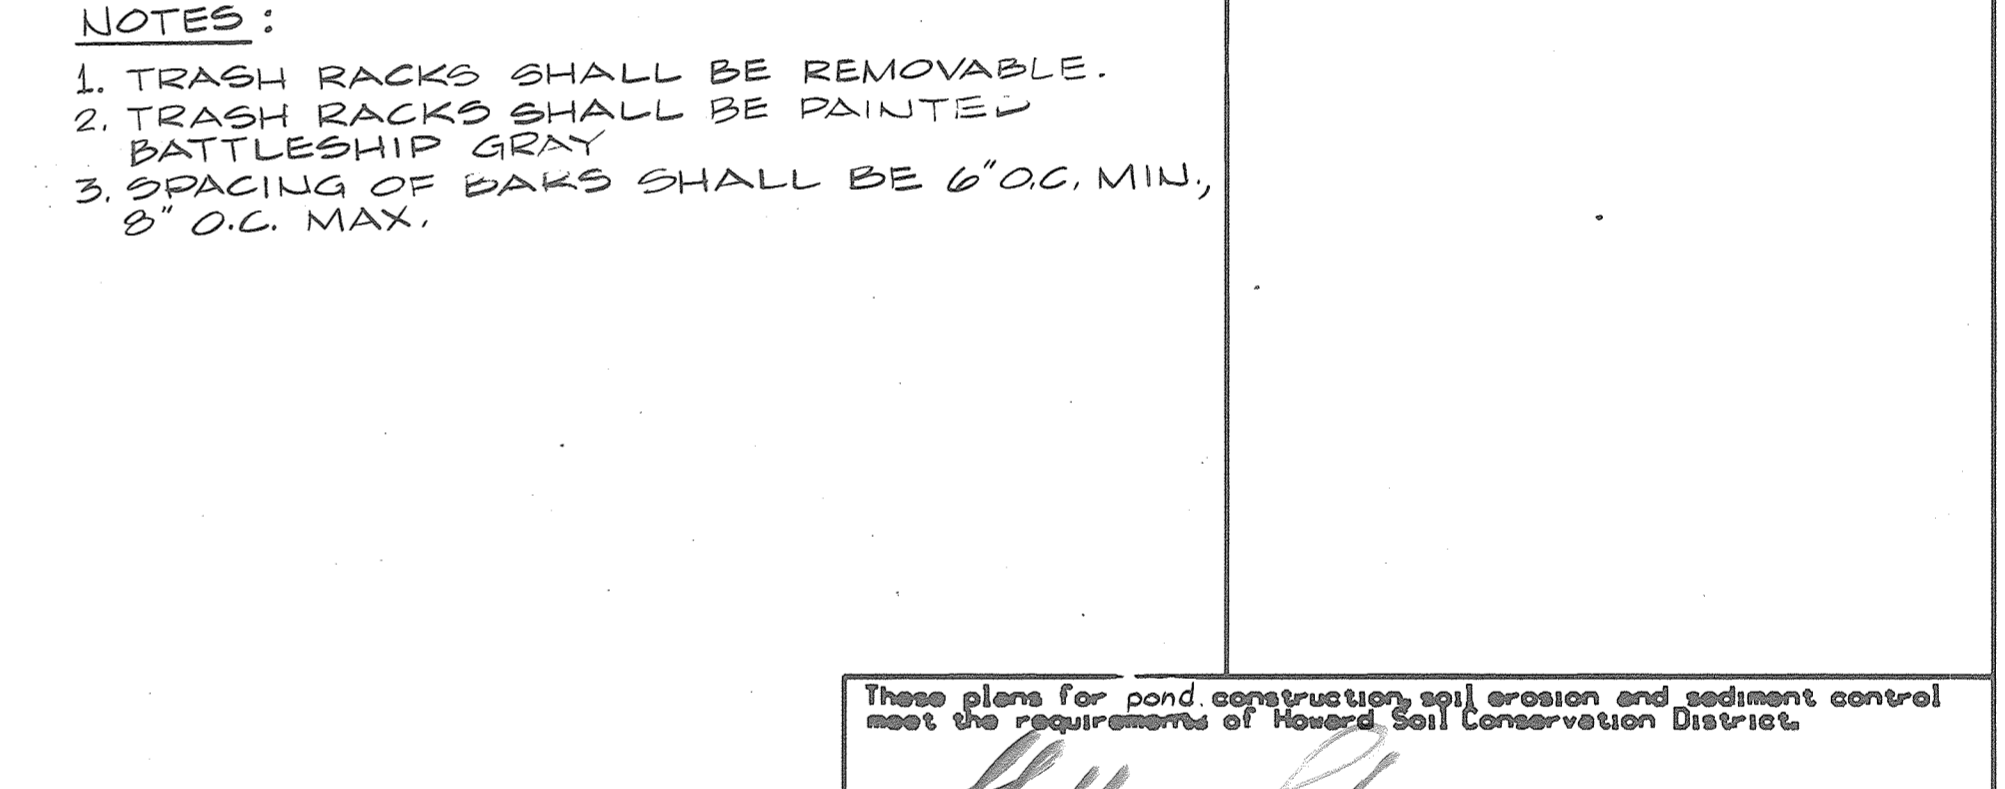 NOTES:
1. TRASH RACKS SHALL BE REMOVABLE.
2. TRASH RACKS SHALL BE PAINTED
BATTLESHIP GRAY
3. SPACING OF BARS SHALL BE 6" O.C. MIN.,
8" O.C. MAX.
These plans for pond construction, soil erosion and sediment control
meet the requirements of Howard Soil Conservation District.